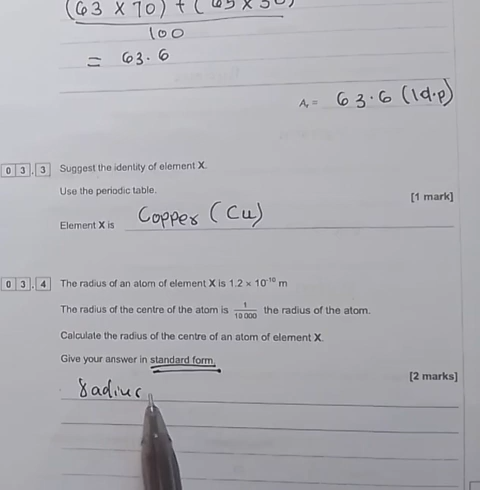 (63 × 70) + (65 × 30)
100
= 63.6
Aᵣ = 63.6 (1d.p)
0 3 . 3 Suggest the identity of element X.
Use the periodic table.
[1 mark]
Element X is Copper (Cu)
0 3 . 4 The radius of an atom of element X is 1.2 × 10⁻¹⁰ m
The radius of the centre of the atom is 1/10 000 the radius of the atom.
Calculate the radius of the centre of an atom of element X.
Give your answer in standard form.
[2 marks]
radius